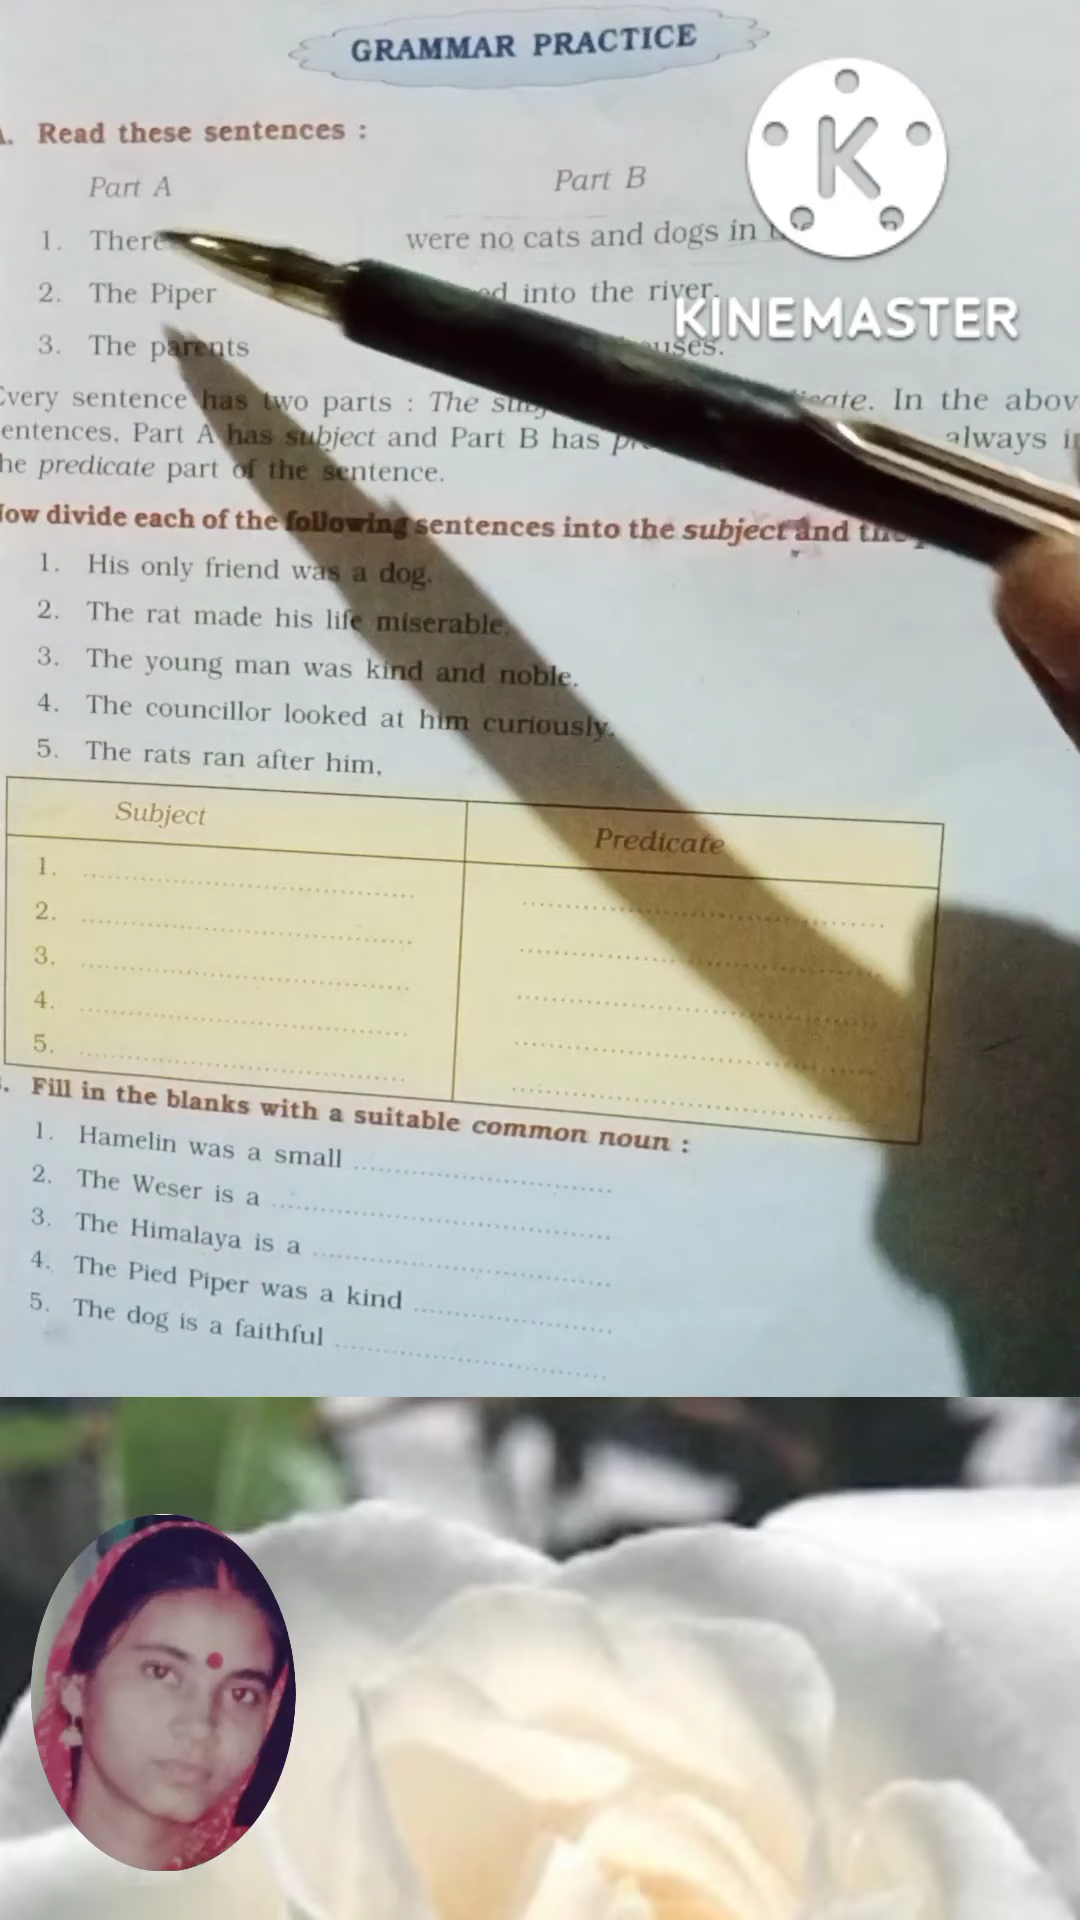 GRAMMAR PRACTICE
Read these sentences :
Part A Part B
1. There were no cats and dogs in
2. The Piper into the river.
3. The parents
Every sentence has two parts : The In the
sentences, Part A has subject and Part B has always
the predicate part of the sentence.
Now divide each of the following sentences into the subject and
1. His only friend was a dog.
2. The rat made his life miserable.
3. The young man was kind and noble.
4. The councillor looked at him curiously.
5. The rats ran after him,
Subject Predicate
1.
2.
3.
4.
5.
Fill in the blanks with a suitable common noun :
1. Hamelin was a small
2. The Weser is a
3. The Himalaya is a
4. The Pied Piper was a kind
5. The dog is a faithful
K
KINEMASTER